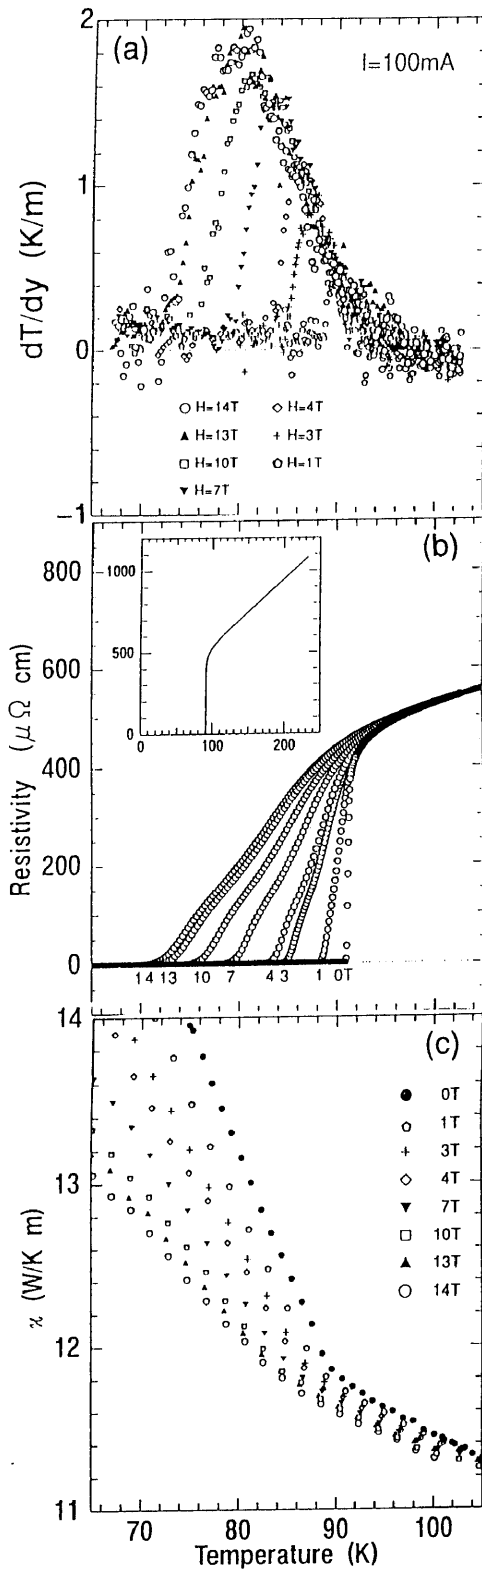 2
(a)
I=100mA
1
dT/dy (K/m)
0
H=14T
H=4T
H=13T
H=3T
H=10T
H=1T
H=7T
−1
(b)
800
1000
500
0
0
100
200
600
Resistivity (μΩ cm)
400
200
0
14 13 10 7 4 3 1 0T
14
(c)
0T
1T
3T
4T
7T
10T
13T
14T
13
ϰ (W/K m)
12
11
70 80 90 100
Temperature (K)